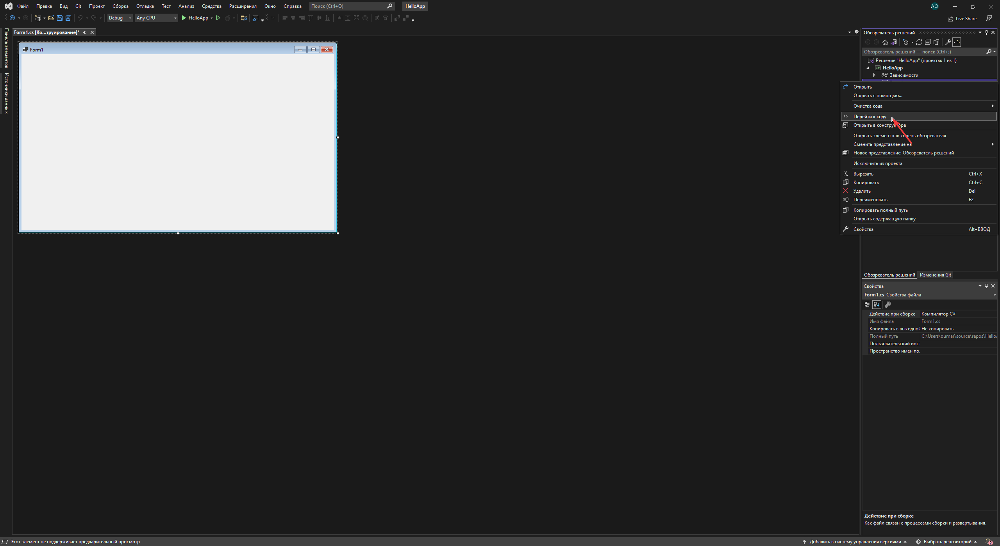 Файл Правка Вид Git Проект Сборка Отладка Тест Анализ Средства Расширения Окно Справка Поиск (Ctrl+Q) HelloApp AO
Debug Any CPU HelloApp Live Share
Панель элементов
Источники данных
Form1.cs [Ко...труирование]*
Form1
Обозреватель решений
Обозреватель решений — поиск (Ctrl+;)
Решение "HelloApp" (проекты: 1 из 1)
C# HelloApp
Зависимости
Открыть
Открыть с помощью...
Очистка кода
Перейти к коду
Открыть в конструкторе
Открыть элемент как корень обозревателя
Сменить представление на
Новое представление: Обозреватель решений
Исключить из проекта
Вырезать Ctrl+X
Копировать Ctrl+C
Удалить Del
Переименовать F2
Копировать полный путь
Открыть содержащую папку
Свойства Alt+ВВОД
Обозреватель решений Изменения Git
Свойства
Form1.cs Свойства файла
Действие при сборке Компилятор C#
Имя файла Form1.cs
Копировать в выходной Не копировать
Полный путь C:\Users\oumar\source\repos\Hello
Пользовательский инс
Пространство имен по
Действие при сборке
Как файл связан с процессами сборки и развертывания.
Этот элемент не поддерживает предварительный просмотр Добавить в систему управления версиями Выбрать репозиторий 2